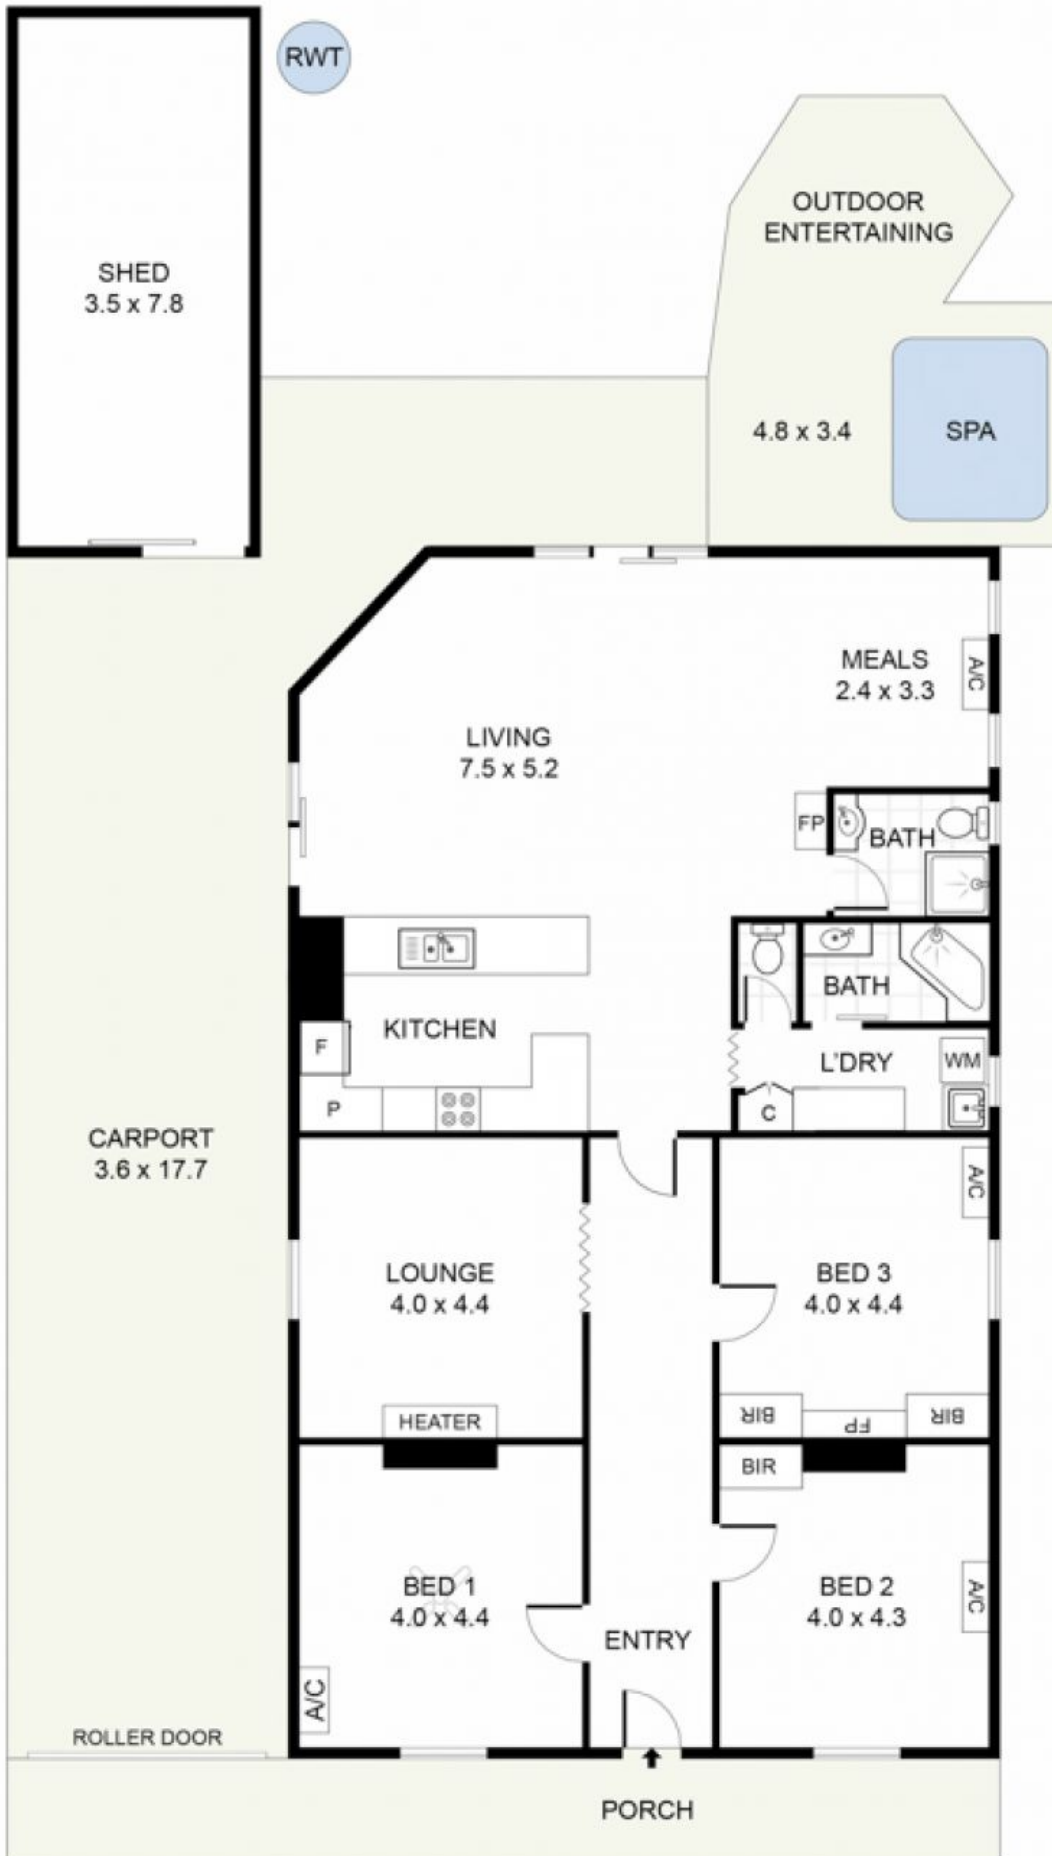 RWT
OUTDOOR
ENTERTAINING
SHED
3.5 x 7.8
4.8 x 3.4
SPA
MEALS
2.4 x 3.3
A/C
LIVING
7.5 x 5.2
FP
BATH
BATH
KITCHEN
F
L'DRY
WM
P
C
CARPORT
3.6 x 17.7
A/C
LOUNGE
4.0 x 4.4
BED 3
4.0 x 4.4
HEATER
BIR
FP
BIR
BIR
BED 1
4.0 x 4.4
BED 2
4.0 x 4.3
A/C
ENTRY
A/C
ROLLER DOOR
PORCH